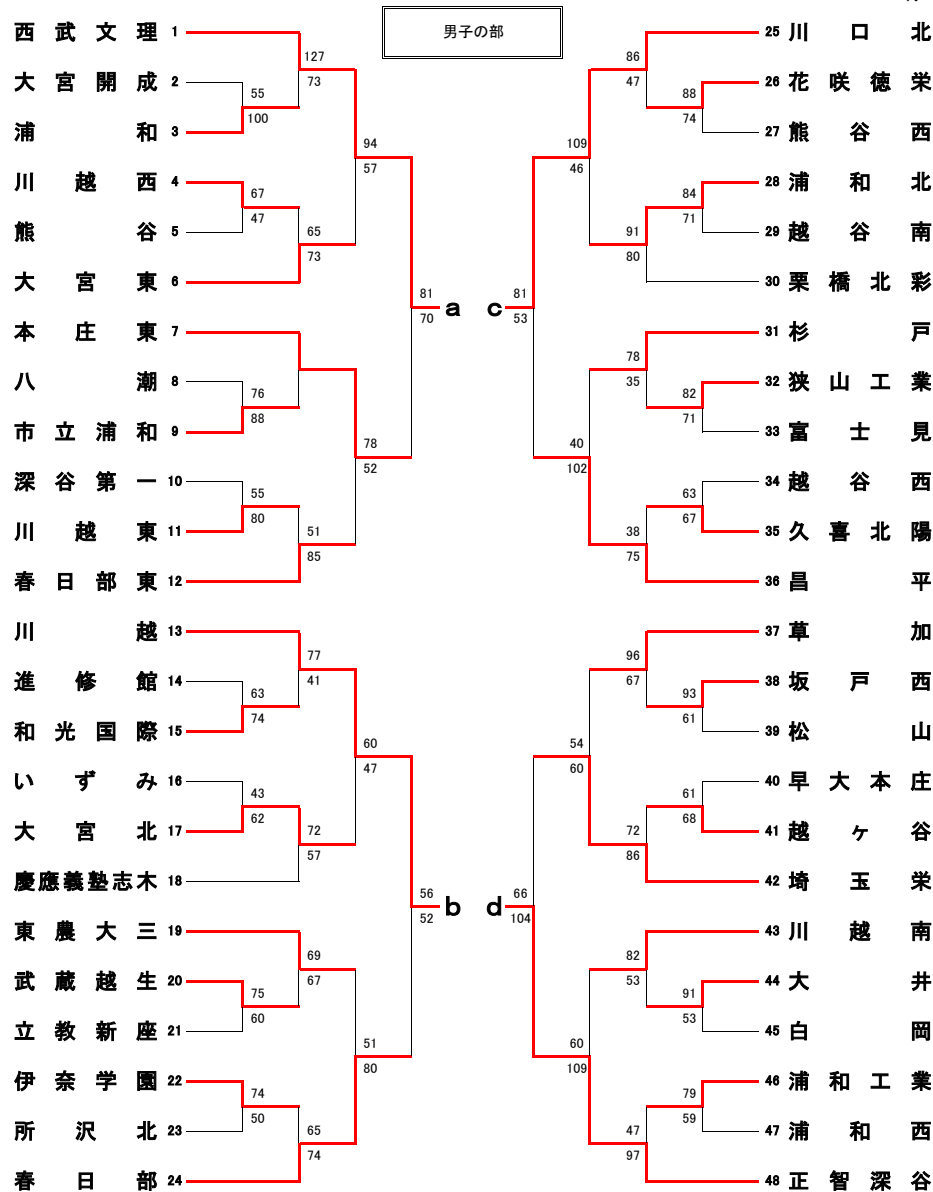 男子の部
西武文理 1
127
大宮開成 2
73
55
100
浦和 3
94
57
川越西 4
67
47
熊谷 5
65
73
大宮東 6
81
a
70
本庄東 7
八潮 8
76
88
市立浦和 9
78
52
深谷第一 10
55
80
川越東 11
51
85
春日部東 12
川越 13
77
41
進修館 14
63
74
和光国際 15
60
47
いずみ 16
43
62
大宮北 17
72
57
慶應義塾志木 18
56
b
52
東農大三 19
69
67
武蔵越生 20
75
60
立教新座 21
51
80
伊奈学園 22
74
50
所沢北 23
65
74
春日部 24
25 川口北
86
47
26 花咲徳栄
88
74
27 熊谷西
109
46
28 浦和北
84
71
29 越谷南
91
80
30 栗橋北彩
81
c
53
31 杉戸
78
35
32 狭山工業
82
71
33 富士見
40
102
34 越谷西
63
67
35 久喜北陽
38
75
36 昌平
37 草加
96
67
38 坂戸西
93
61
39 松山
54
60
40 早大本庄
61
68
41 越ヶ谷
72
86
42 埼玉栄
66
d
104
43 川越南
82
53
44 大井
91
53
45 白岡
60
109
46 浦和工業
79
59
47 浦和西
47
97
48 正智深谷